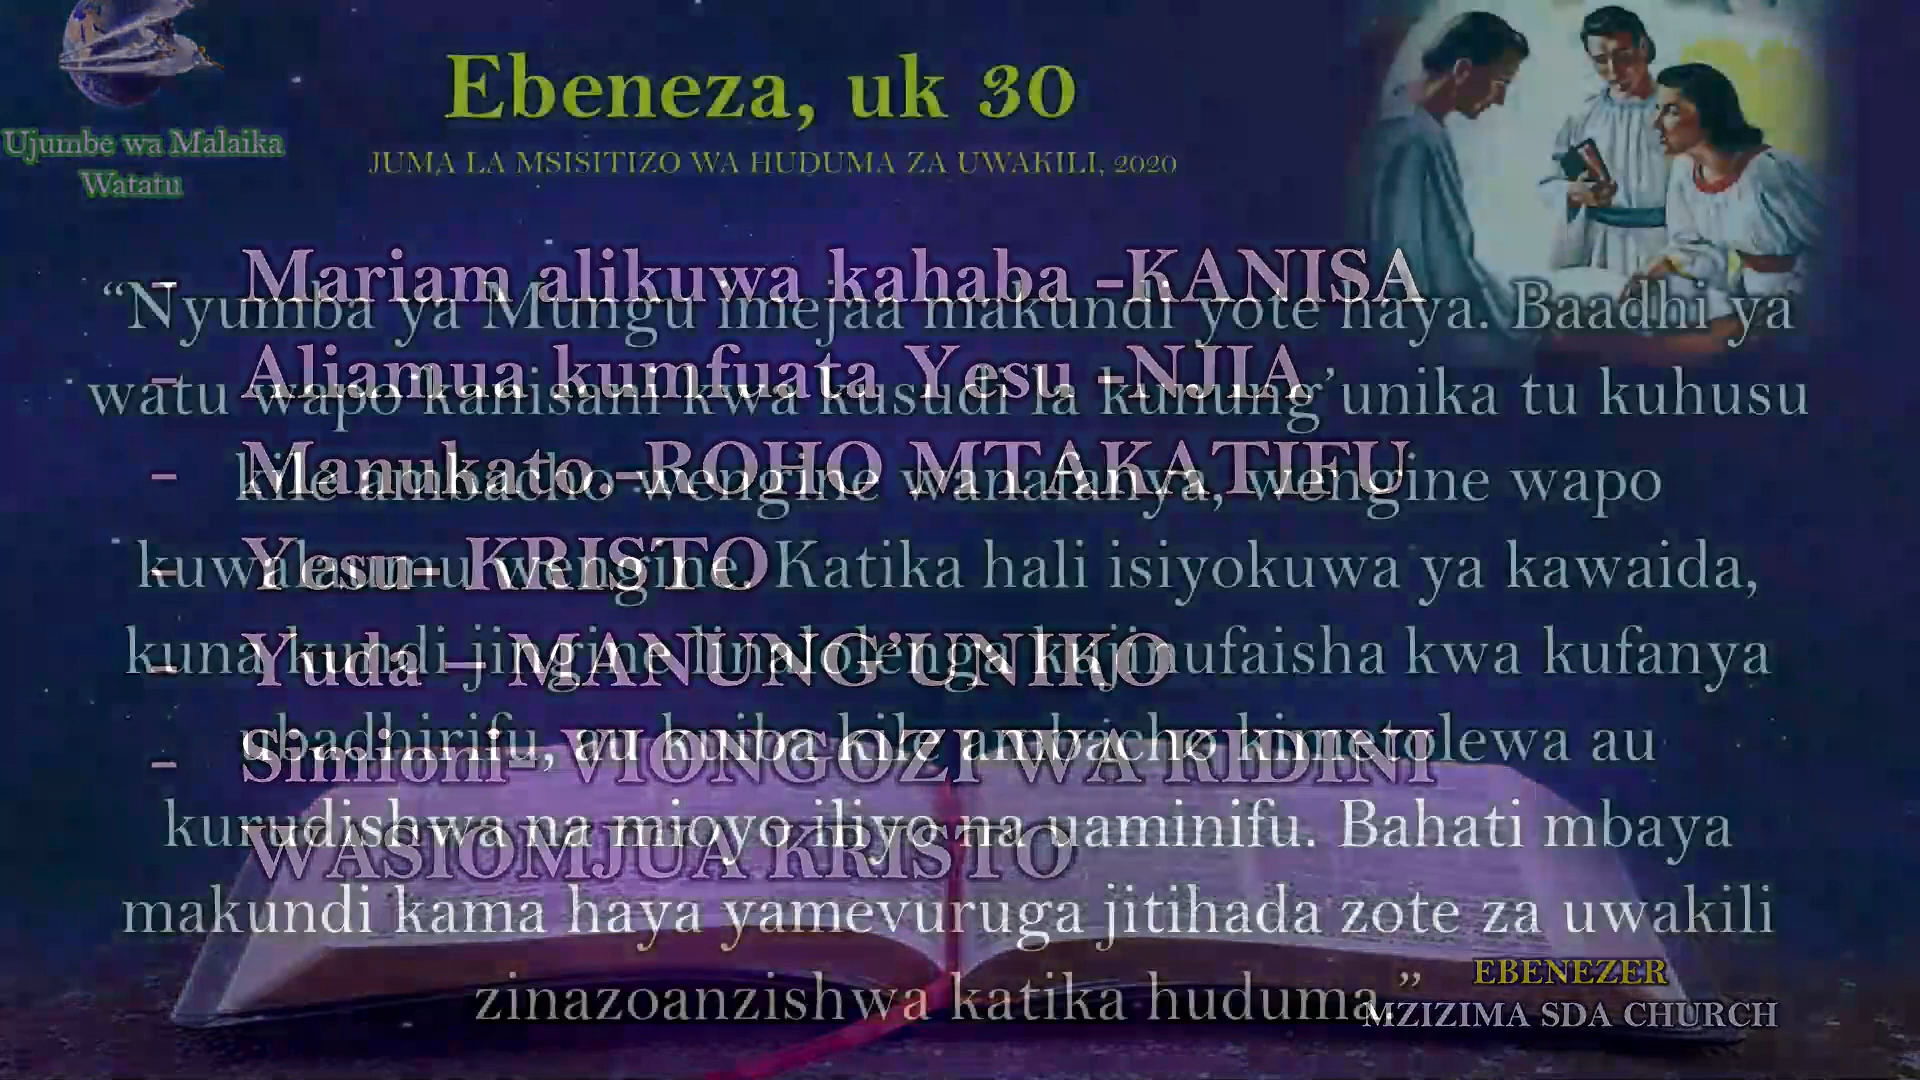 Ebeneza, uk 30
Ujumbe wa Malaika
Watatu
JUMA LA MSISITIZO WA HUDUMA ZA UWAKILI, 2020
- Mariam alikuwa kahaba -KANISA
- Aliamua kumfuata Yesu -NJIA
- Manukato.-ROHO MTAKATIFU
- Yesu- KRISTO
- Yuda – MANUNG'UNIKO
- Simioni- VIONGOZI WA KIDINI
WASIOMJUA KRISTO
“Nyumba ya Mungu imejaa makundi yote haya. Baadhi ya
watu wapo kanisani kwa kusudi la kunung’unika tu kuhusu
kile ambacho wengine wanafanya, wengine wapo
kuwalaumu wengine. Katika hali isiyokuwa ya kawaida,
kuna kundi jingine linalolenga kujinufaisha kwa kufanya
ubadhirifu, au kuiba kile ambacho kimetolewa au
kurudishwa na mioyo iliyo na uaminifu. Bahati mbaya
makundi kama haya yamevuruga jitihada zote za uwakili
zinazoanzishwa katika huduma.”
EBENEZER
MZIZIMA SDA CHURCH